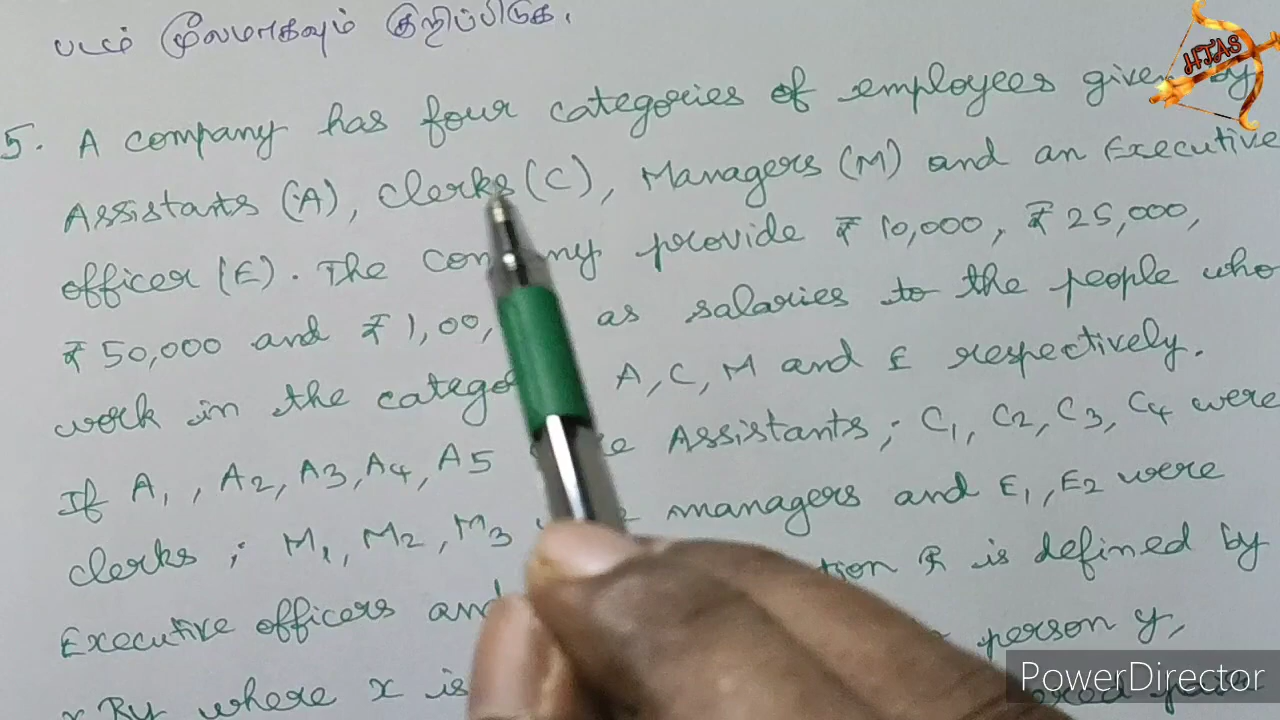 படம் மூலமாகவும் குறிப்பிடுக.
HTAS
5. A company has four categories of employees given by
Assistants (A), Clerks (C), Managers (M) and an Executive
officer (E). The provide ₹ 10,000, ₹ 25,000,
₹ 50,000 and ₹ 1,00, as salaries to the people who
work in the A, C, M and E respectively.
If A1, A2, A3, A4, A5 Assistants; C1, C2, C3, C4 were
clerks; M1, M2, M3 managers and E1, E2 were
Executive officers and R is defined by
xRy where x is person y,
PowerDirector